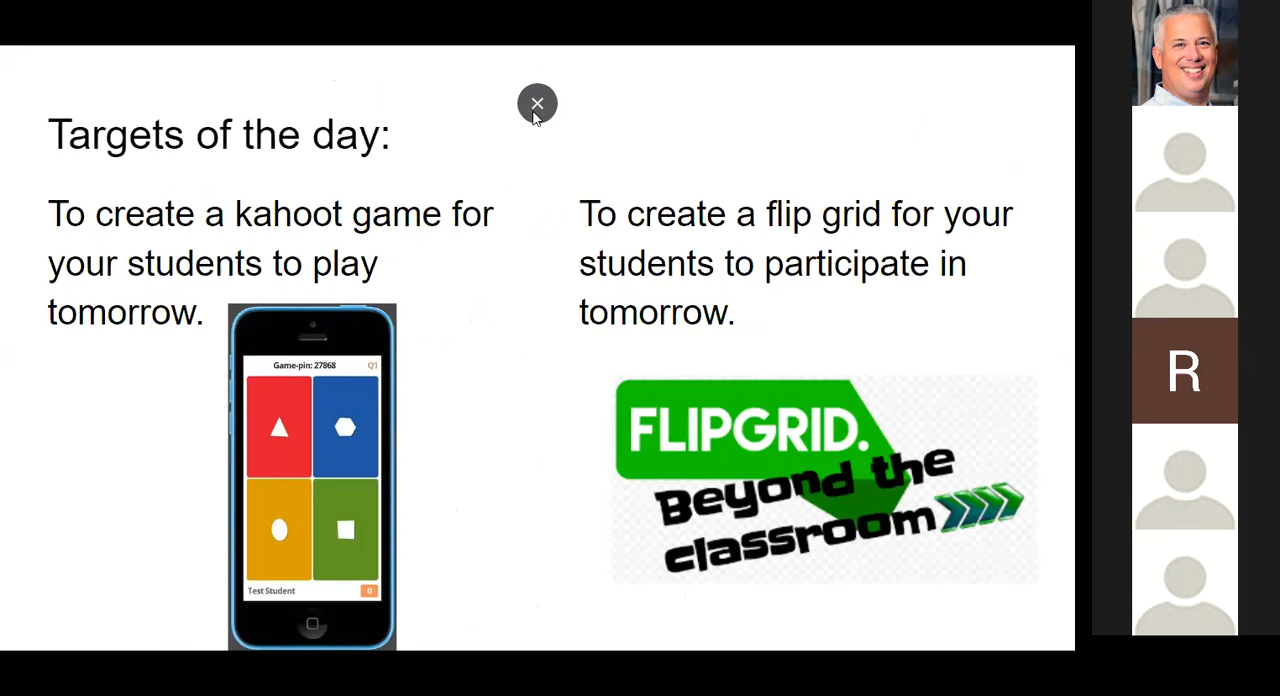 Targets of the day:
To create a kahoot game for
your students to play
tomorrow.
To create a flip grid for your
students to participate in
tomorrow.
Game-pin: 27868 Q1
Test Student 0
FLIPGRID.
Beyond the
classroom
R